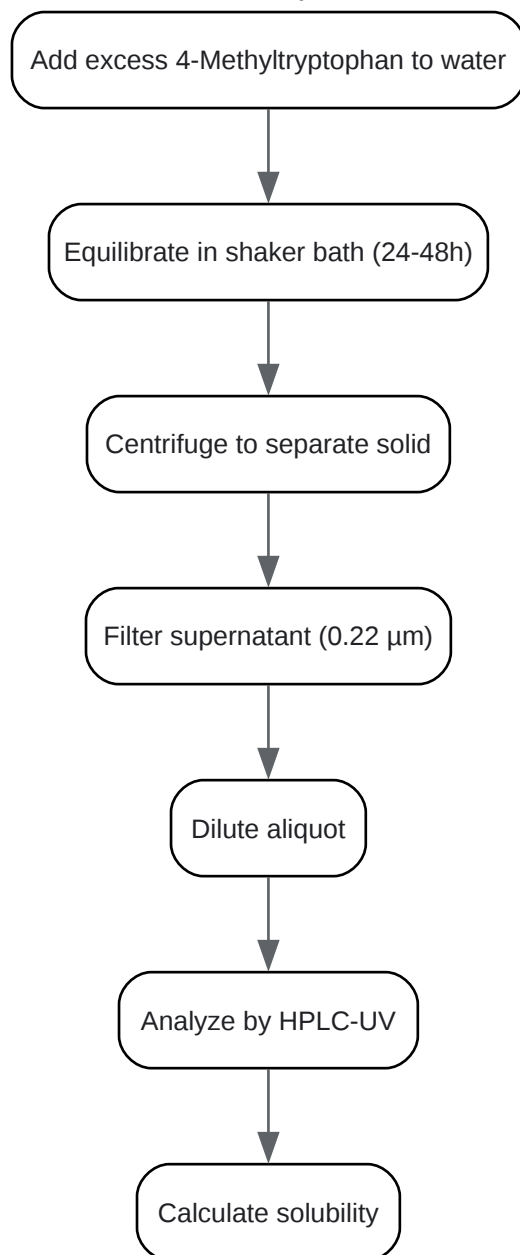 Add excess 4-Methyltryptophan to water
Equilibrate in shaker bath (24-48h)
Centrifuge to separate solid
Filter supernatant (0.22 µm)
Dilute aliquot
Analyze by HPLC-UV
Calculate solubility